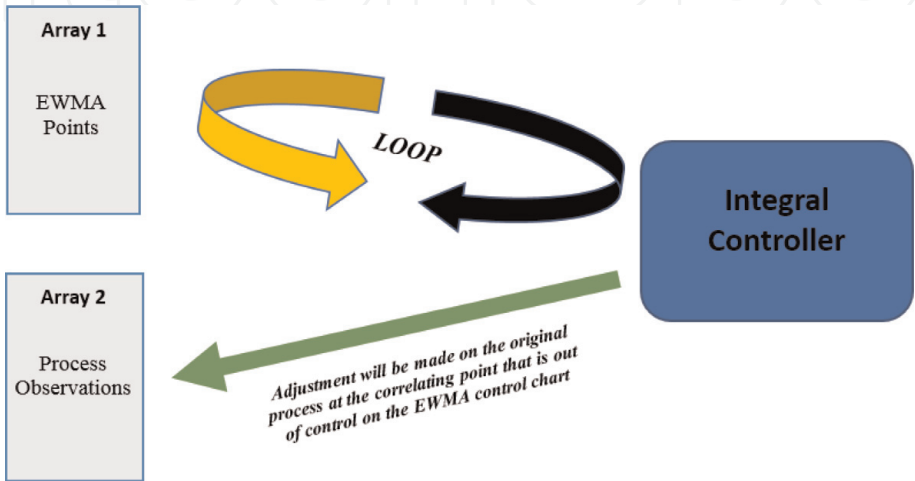 Array 1
EWMA
Points
LOOP
Integral
Controller
Array 2
Process
Observations
Adjustment will be made on the original
process at the correlating point that is out
of control on the EWMA control chart